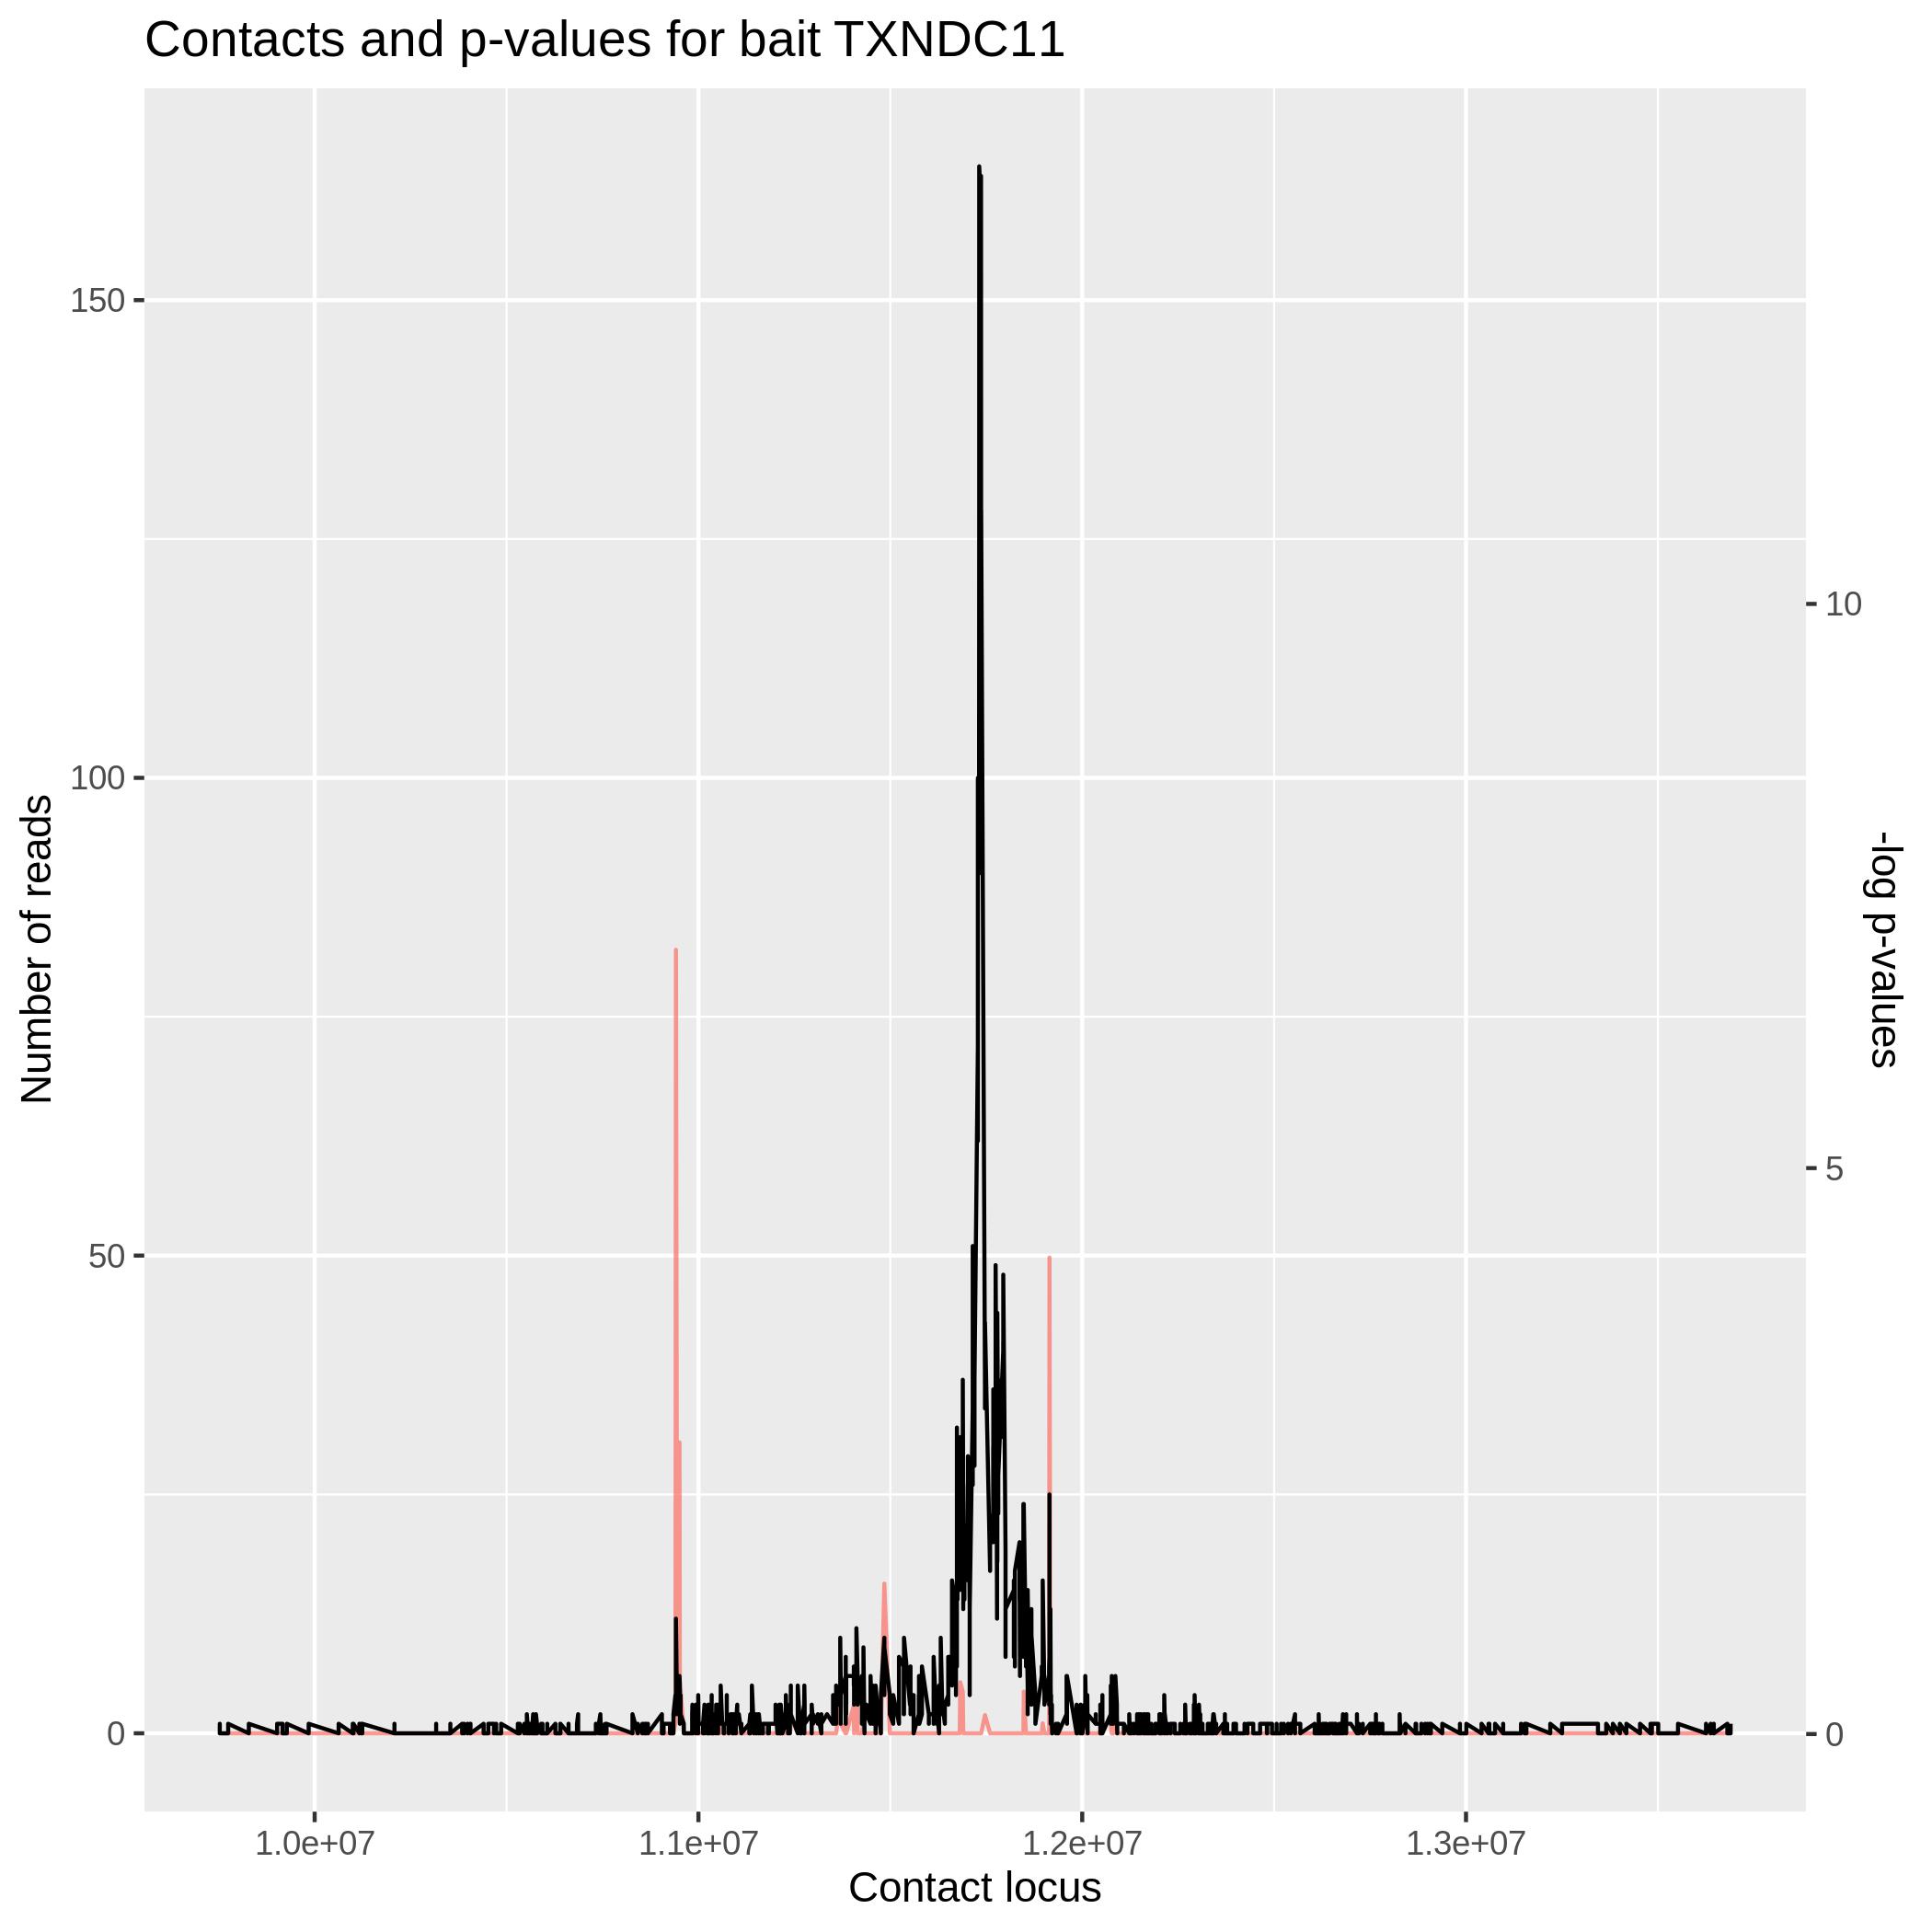 Contacts and p-values for bait TXNDC11
150
100
50
0
Number of reads
10
5
0
-log p-values
1.0e+07
1.1e+07
1.2e+07
1.3e+07
Contact locus